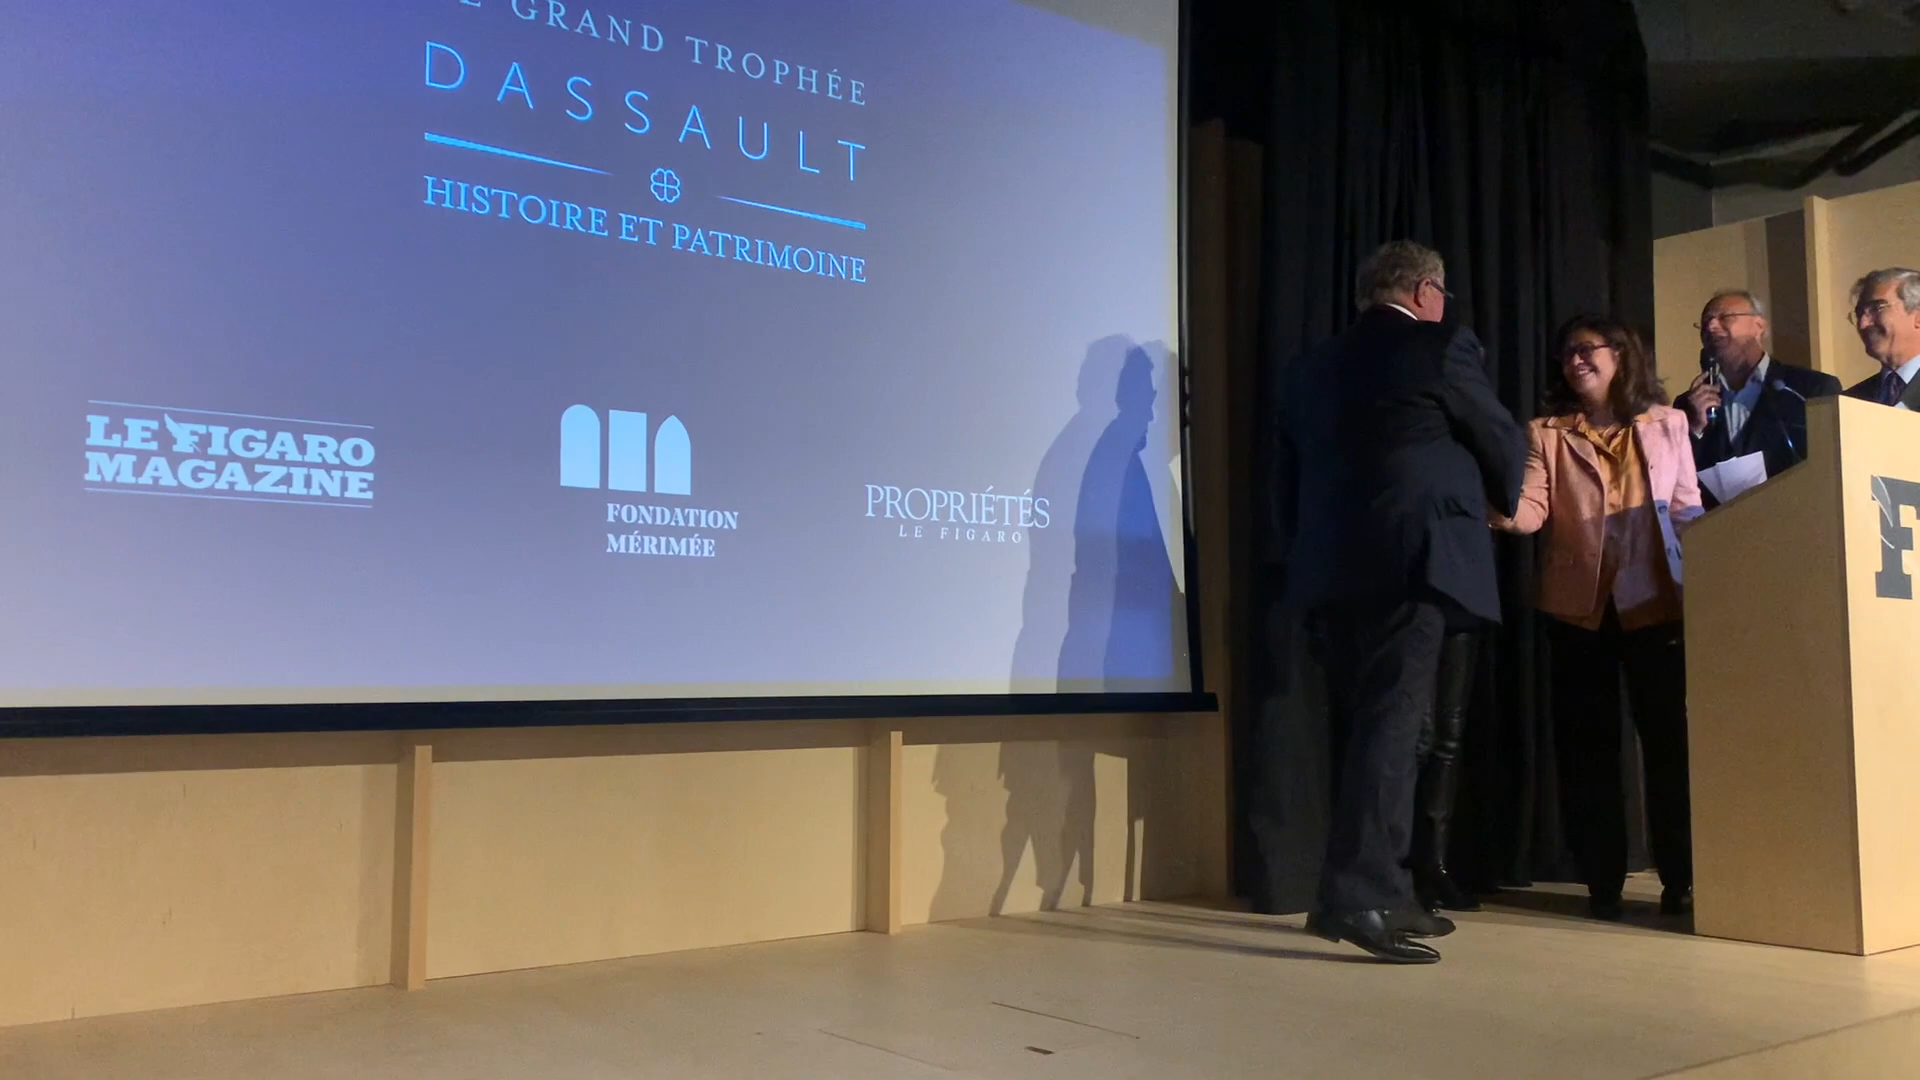 GRAND TROPHÉE
DASSAULT
HISTOIRE ET PATRIMOINE
LE FIGARO
MAGAZINE
FONDATION
MÉRIMÉE
PROPRIÉTÉS
LE FIGARO
F